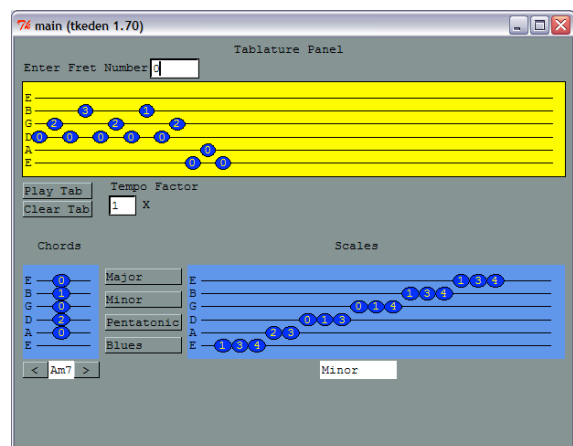 7% main (tkeden 1.70)
Tablature Panel
Enter Fret Number 0
E
B 3 1
G 2 2 2
D 0 0 0 0 0
A 0
E 0 0
Play Tab
Clear Tab
Tempo Factor
1 X
Chords
E 0
B 1
G 0
D 2
A 0
E
< Am7 >
Major
Minor
Pentatonic
Blues
Scales
E 1 3 4
B 1 3 4
G 0 1 4
D 0 1 3
A 2 3
E 1 3 4
Minor